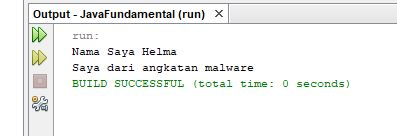 Output - JavaFundamental (run) ×
run:
Nama Saya Helma
Saya dari angkatan malware
BUILD SUCCESSFUL (total time: 0 seconds)